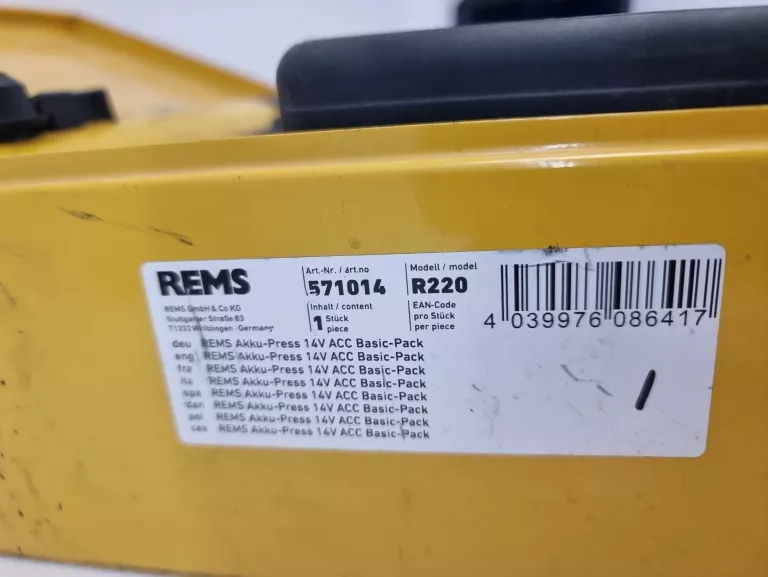 REMS
REMS GmbH & Co KG
Stuttgarter Straße 83
71332 Waiblingen - Germany
Art.-Nr. / art.no
571014
Inhalt / content
1 Stück
piece
Modell / model
R220
EAN-Code
pro Stück
per piece
4 039976 086417
deu REMS Akku-Press 14V ACC Basic-Pack
eng REMS Akku-Press 14V ACC Basic-Pack
fra REMS Akku-Press 14V ACC Basic-Pack
ita REMS Akku-Press 14V ACC Basic-Pack
spa REMS Akku-Press 14V ACC Basic-Pack
dan REMS Akku-Press 14V ACC Basic-Pack
pol REMS Akku-Press 14V ACC Basic-Pack
ces REMS Akku-Press 14V ACC Basic-Pack